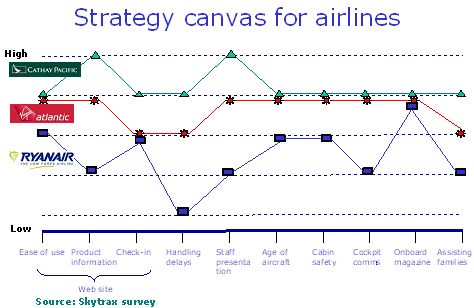 Strategy canvas for airlines
High
CATHAY PACIFIC
atlantic
RYANAIR
THE LOW FARES AIRLINE
Low
Ease of use
Product
information
Check-in
Handling
delays
Staff
presenta
tion
Age of
aircraft
Cabin
safety
Cockpit
comms
Onboard
magazine
Assisting
families
Web site
Source: Skytrax survey